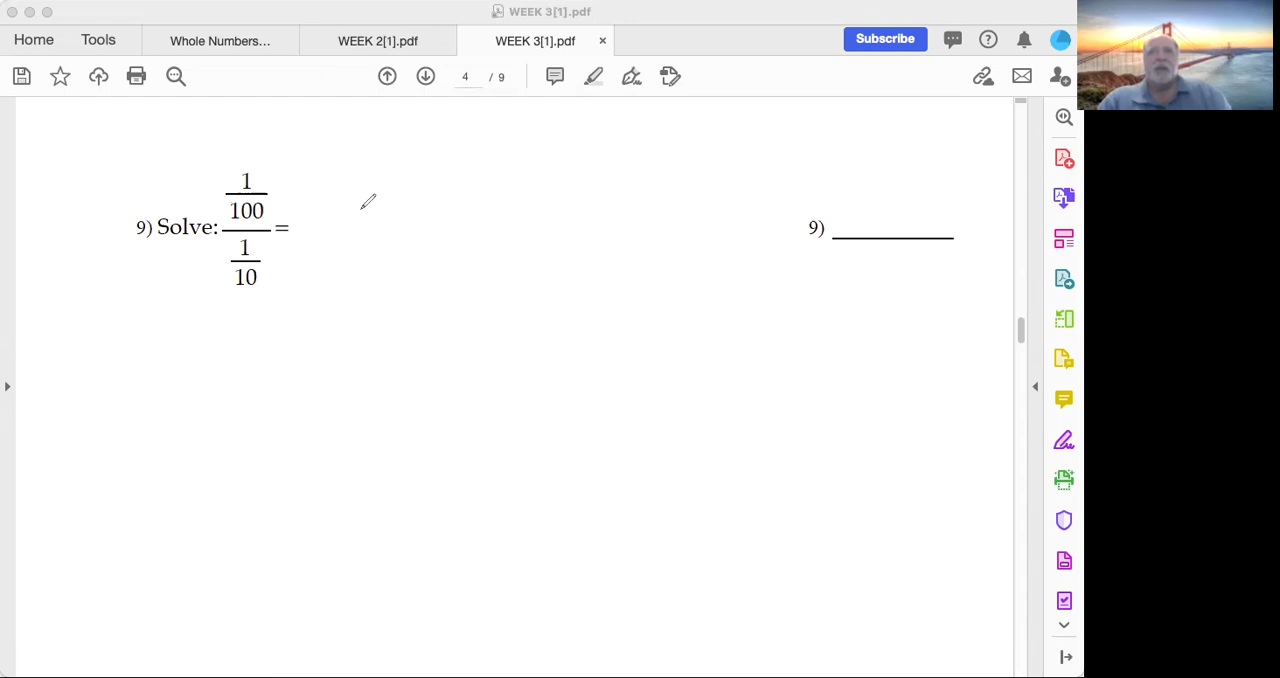 WEEK 3[1].pdf
Home Tools Whole Numbers... WEEK 2[1].pdf WEEK 3[1].pdf × Subscribe
4 / 9
1
100
9) Solve: = 9)
1
10